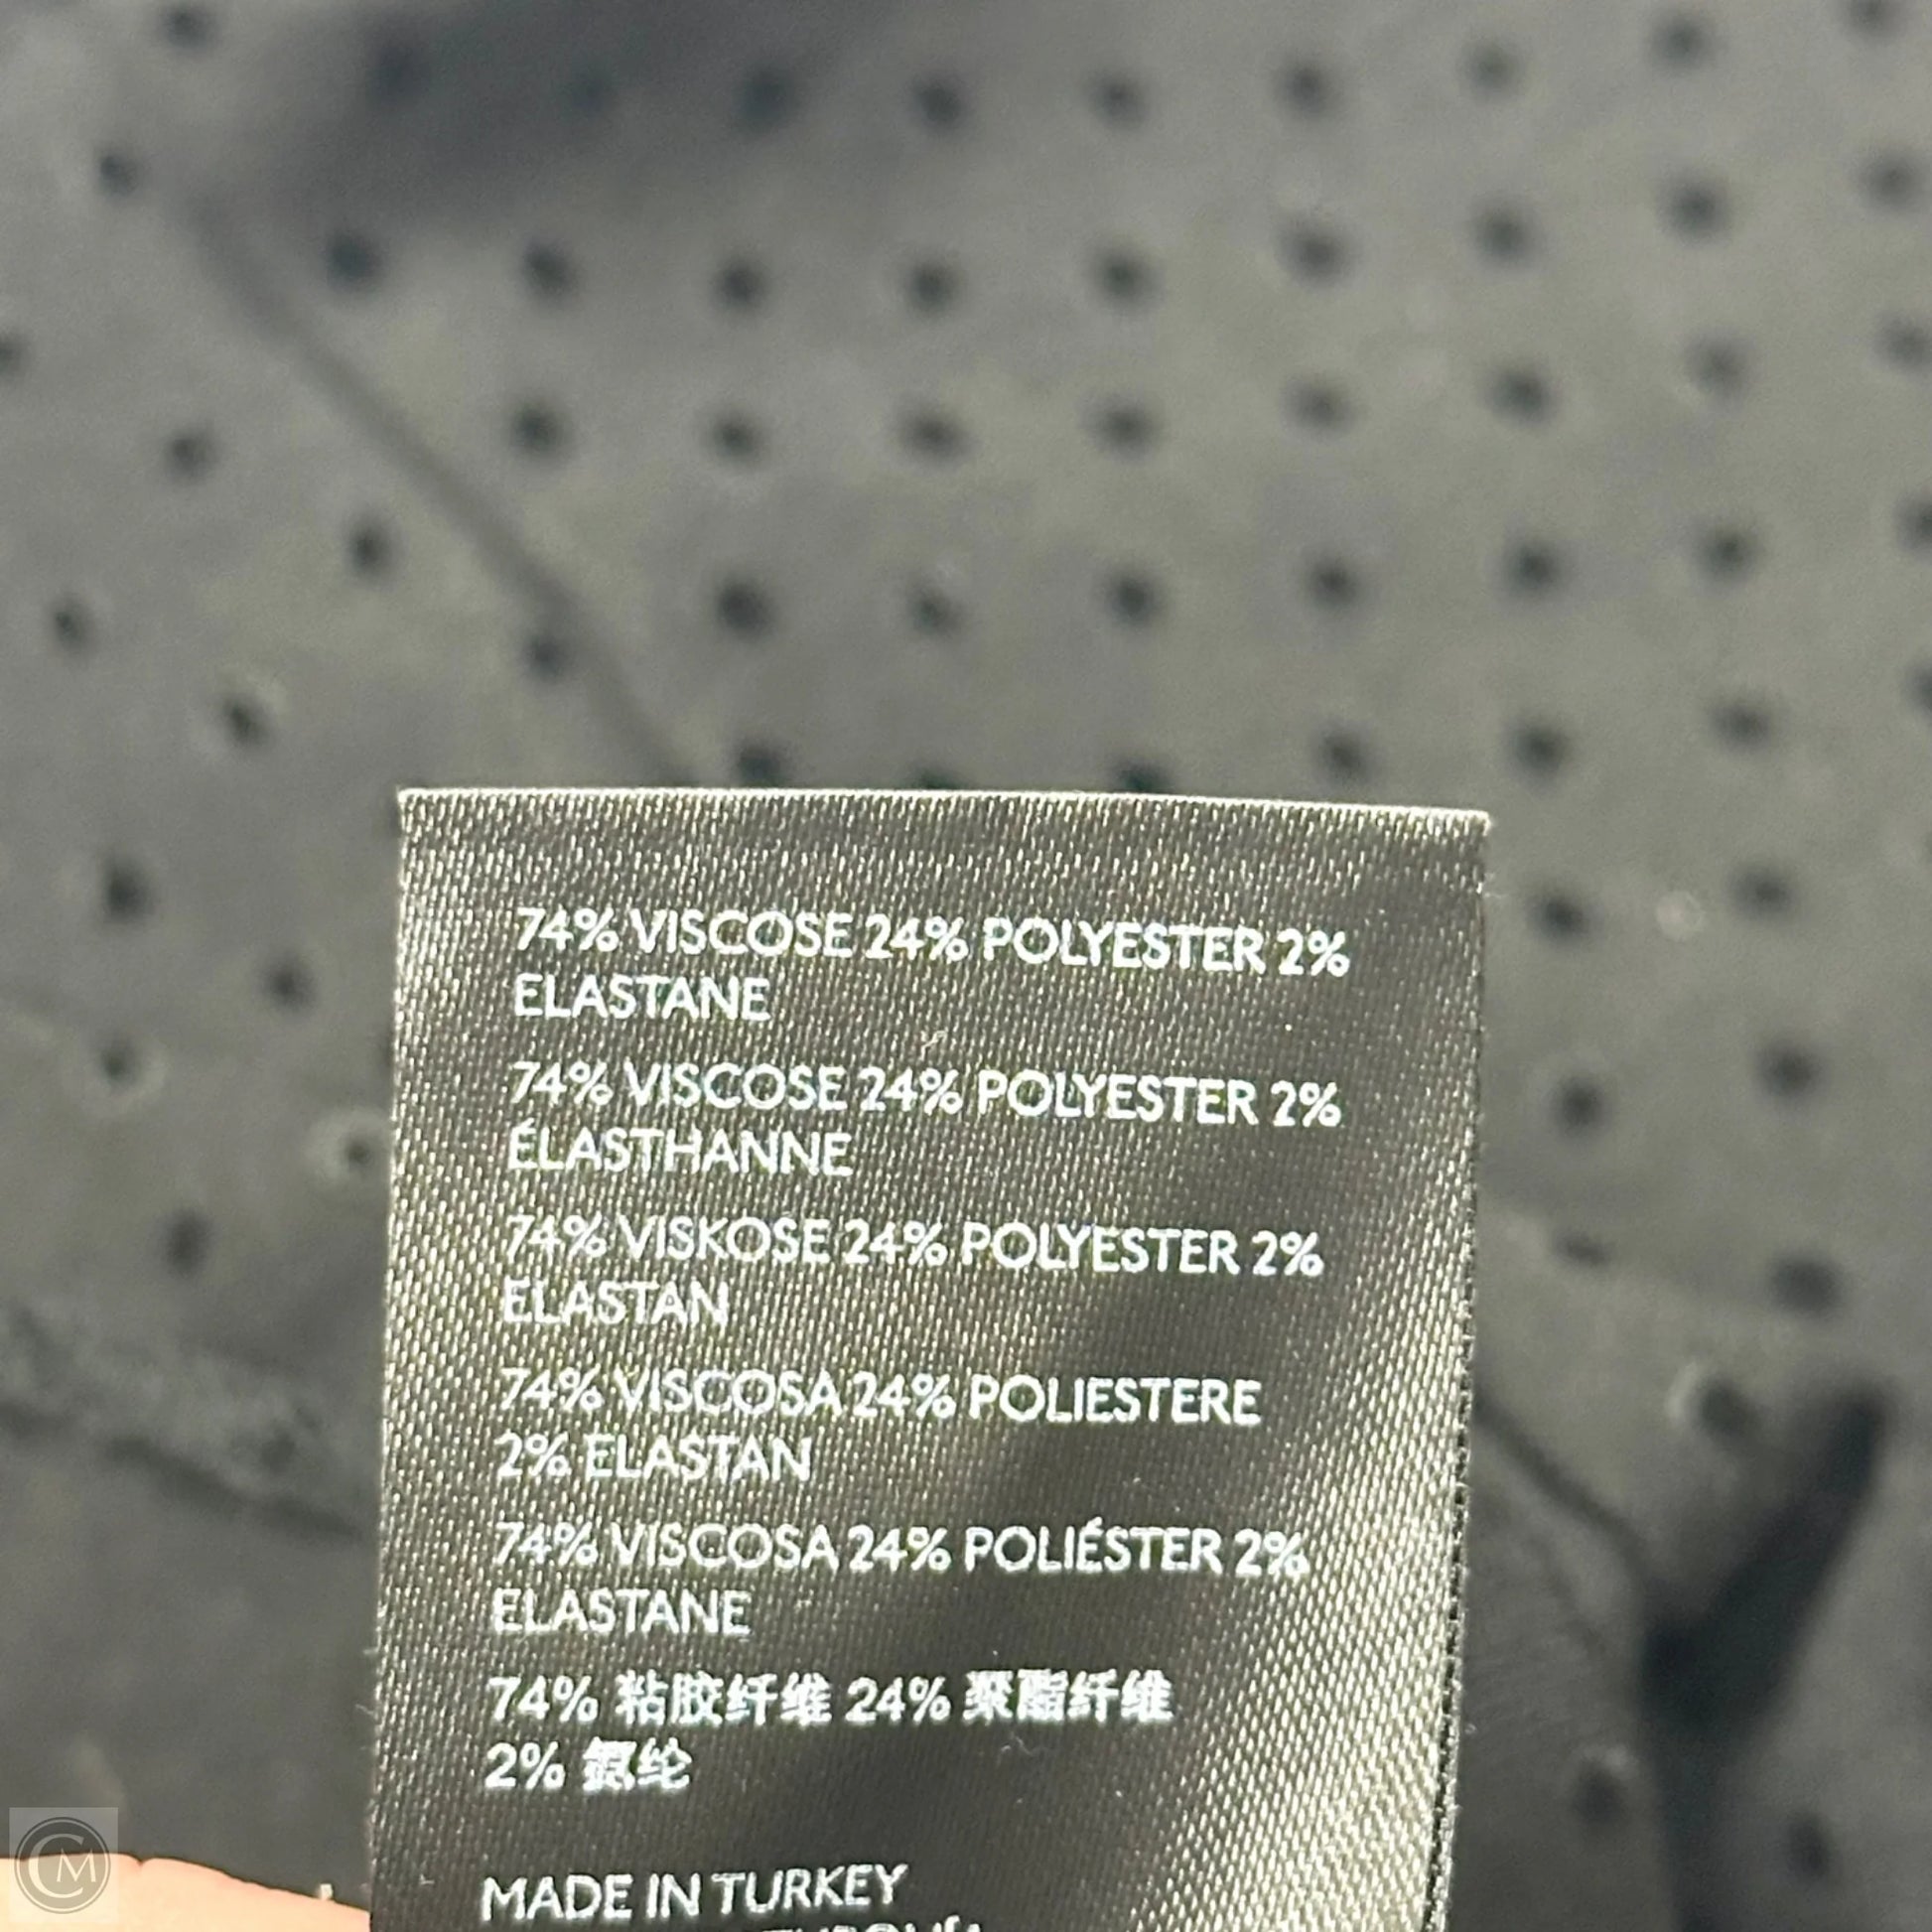 74% VISCOSE 24% POLYESTER 2%
ELASTANE
74% VISCOSE 24% POLYESTER 2%
ÉLASTHANNE
74% VISKOSE 24% POLYESTER 2%
ELASTAN
74% VISCOSA 24% POLIESTERE
2% ELASTAN
74% VISCOSA 24% POLIÉSTER 2%
ELASTANE
74% 粘胶纤维 24% 聚酯纤维
2% 氨纶
MADE IN TURKEY
CM